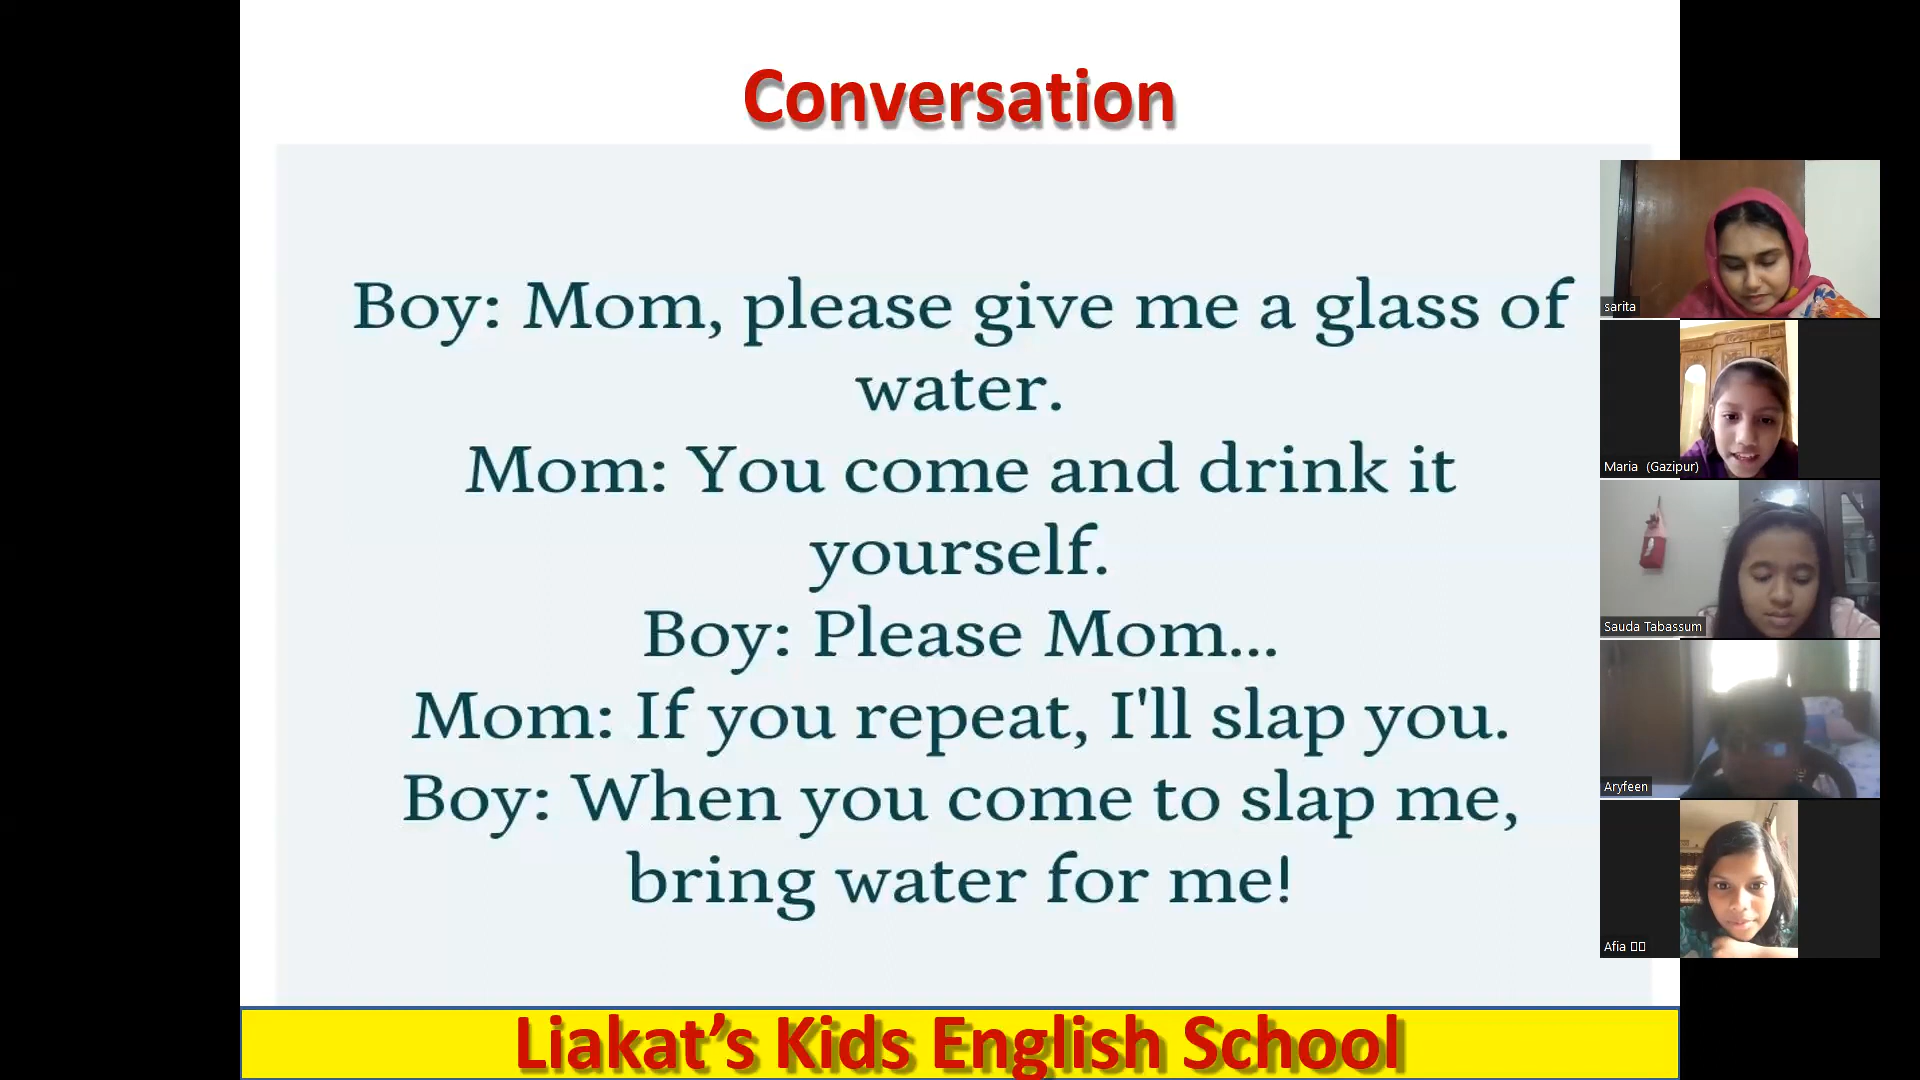 Conversation
Boy: Mom, please give me a glass of
water.
Mom: You come and drink it
yourself.
Boy: Please Mom...
Mom: If you repeat, I'll slap you.
Boy: When you come to slap me,
bring water for me!
Liakat’s Kids English School
sarita
Maria (Gazipur)
Sauda Tabassum
Aryfeen
Afia